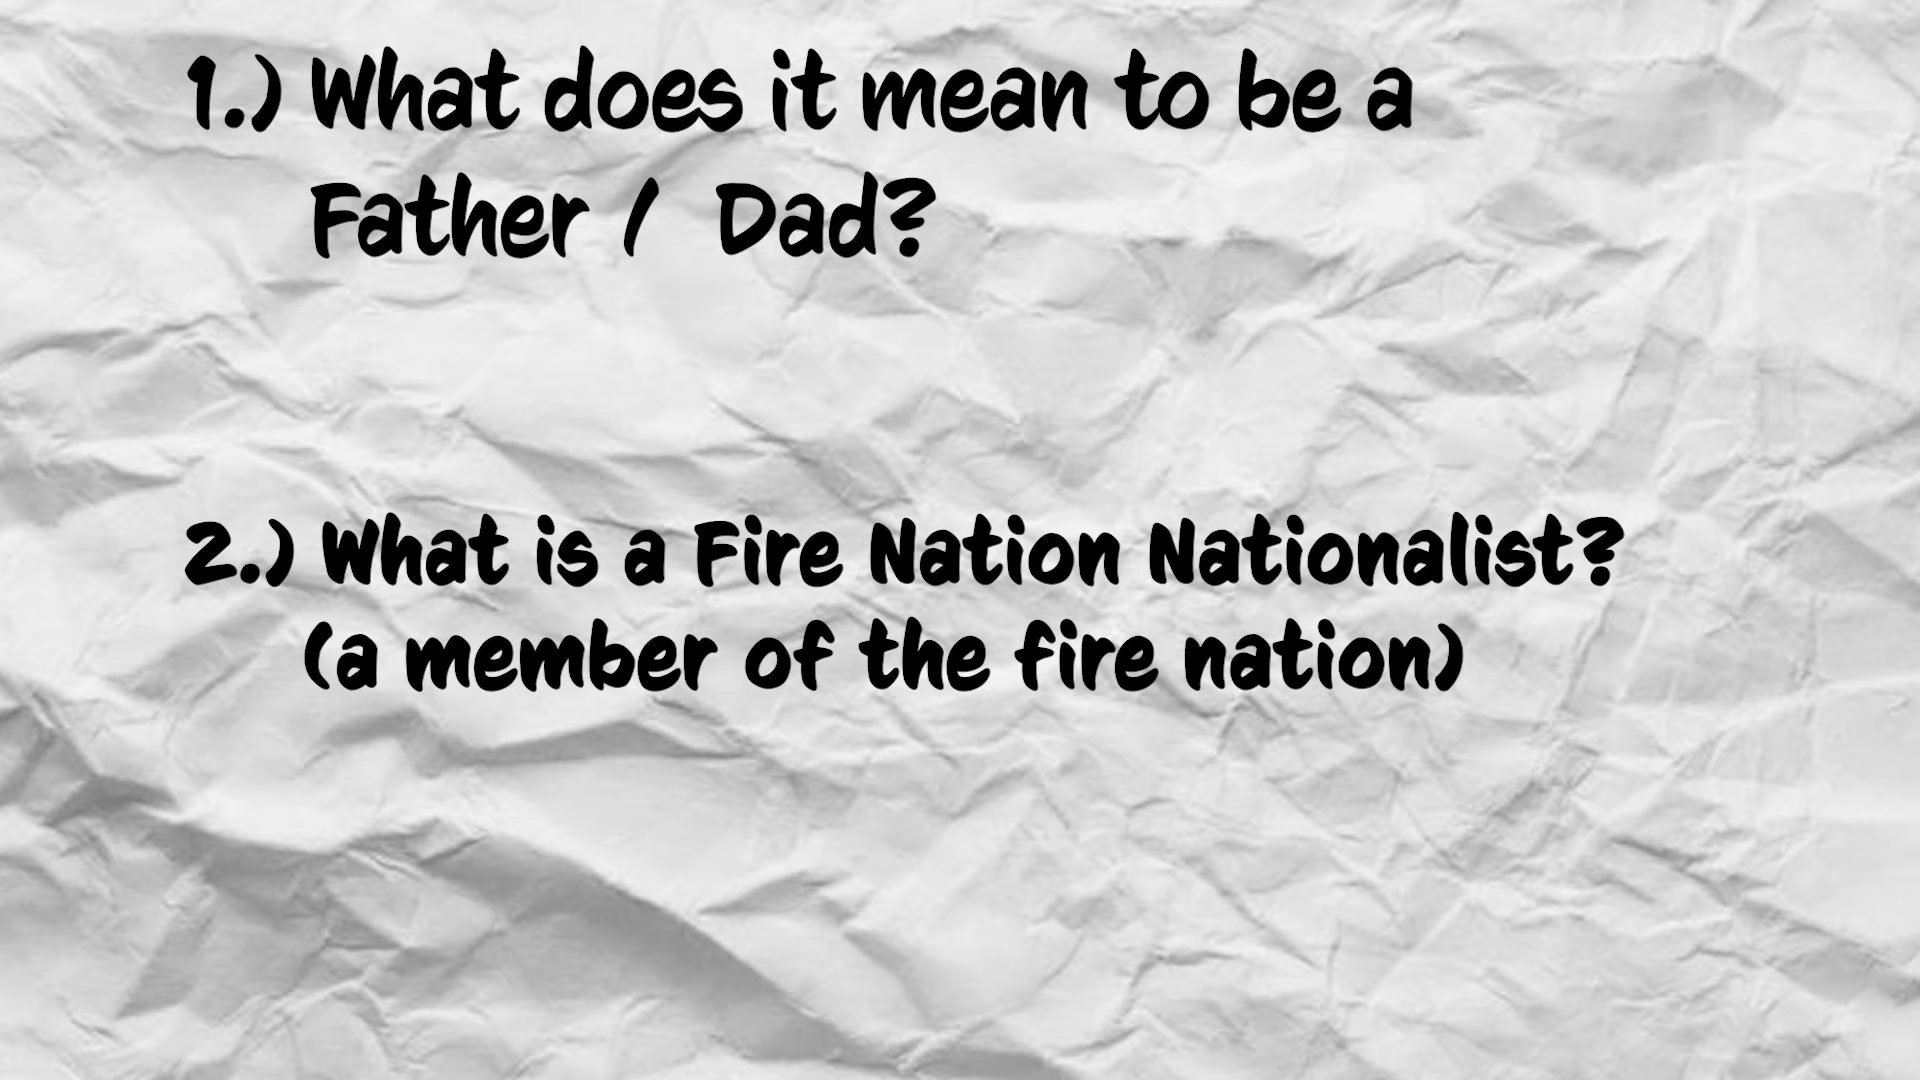 1.) What does it mean to be a
Father / Dad?
2.) What is a Fire Nation Nationalist?
(a member of the fire nation)